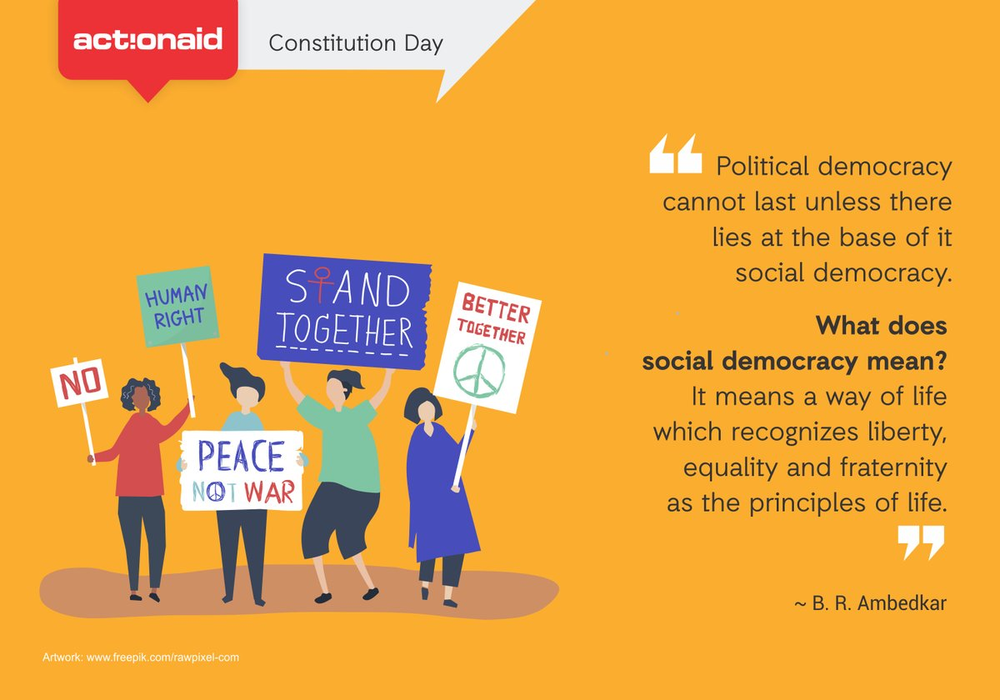 act!onaid
Constitution Day
“ Political democracy
cannot last unless there
lies at the base of it
social democracy.
What does
social democracy mean?
It means a way of life
which recognizes liberty,
equality and fraternity
as the principles of life.
”
~ B. R. Ambedkar
NO
HUMAN
RIGHT
PEACE
NOT WAR
STAND
TOGETHER
BETTER
TOGETHER
Artwork: www.freepik.com/rawpixel-com